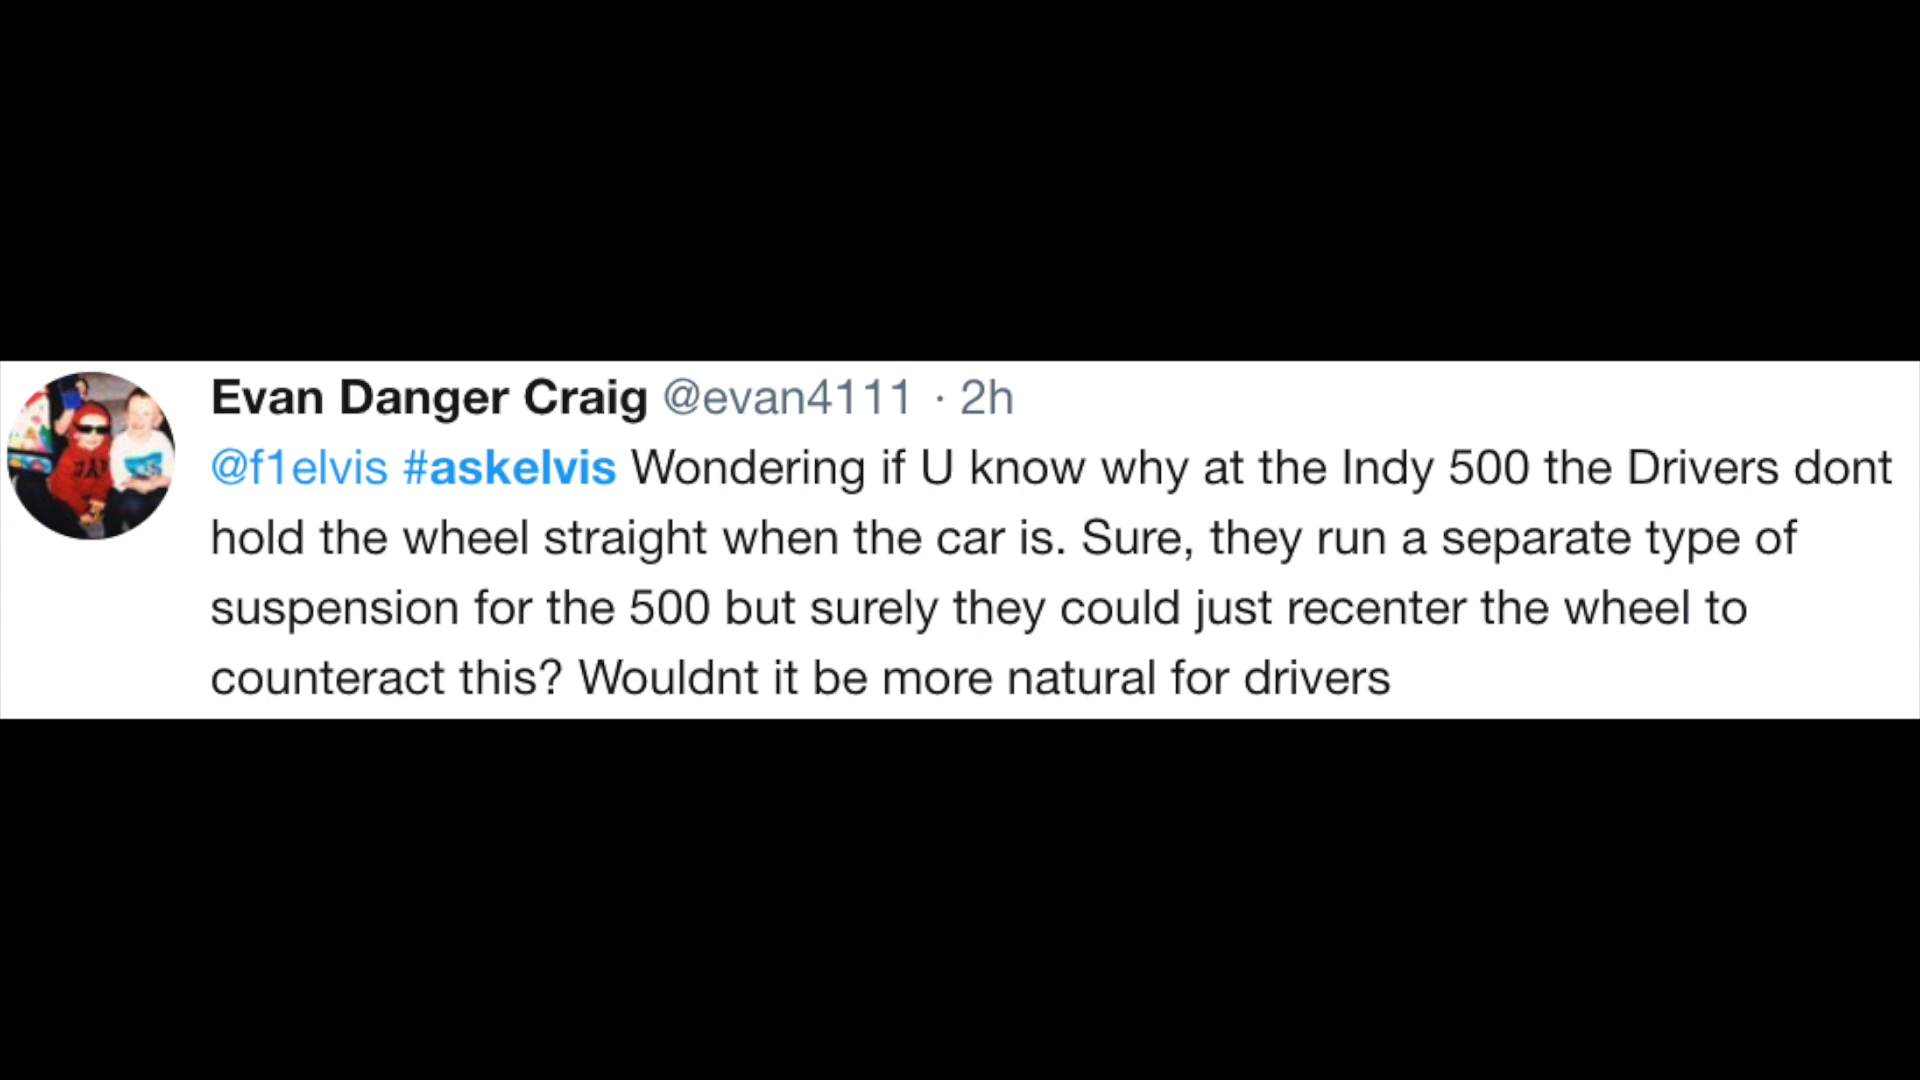 Evan Danger Craig @evan4111 · 2h
@f1elvis #askelvis Wondering if U know why at the Indy 500 the Drivers dont
hold the wheel straight when the car is. Sure, they run a separate type of
suspension for the 500 but surely they could just recenter the wheel to
counteract this? Wouldnt it be more natural for drivers